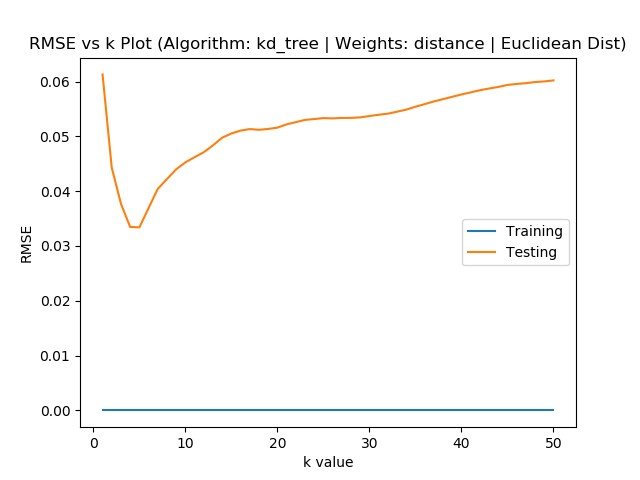 RMSE vs k Plot (Algorithm: kd_tree | Weights: distance | Euclidean Dist)
0.06
0.05
0.04
0.03
0.02
0.01
0.00
RMSE
Training
Testing
0 10 20 30 40 50
k value